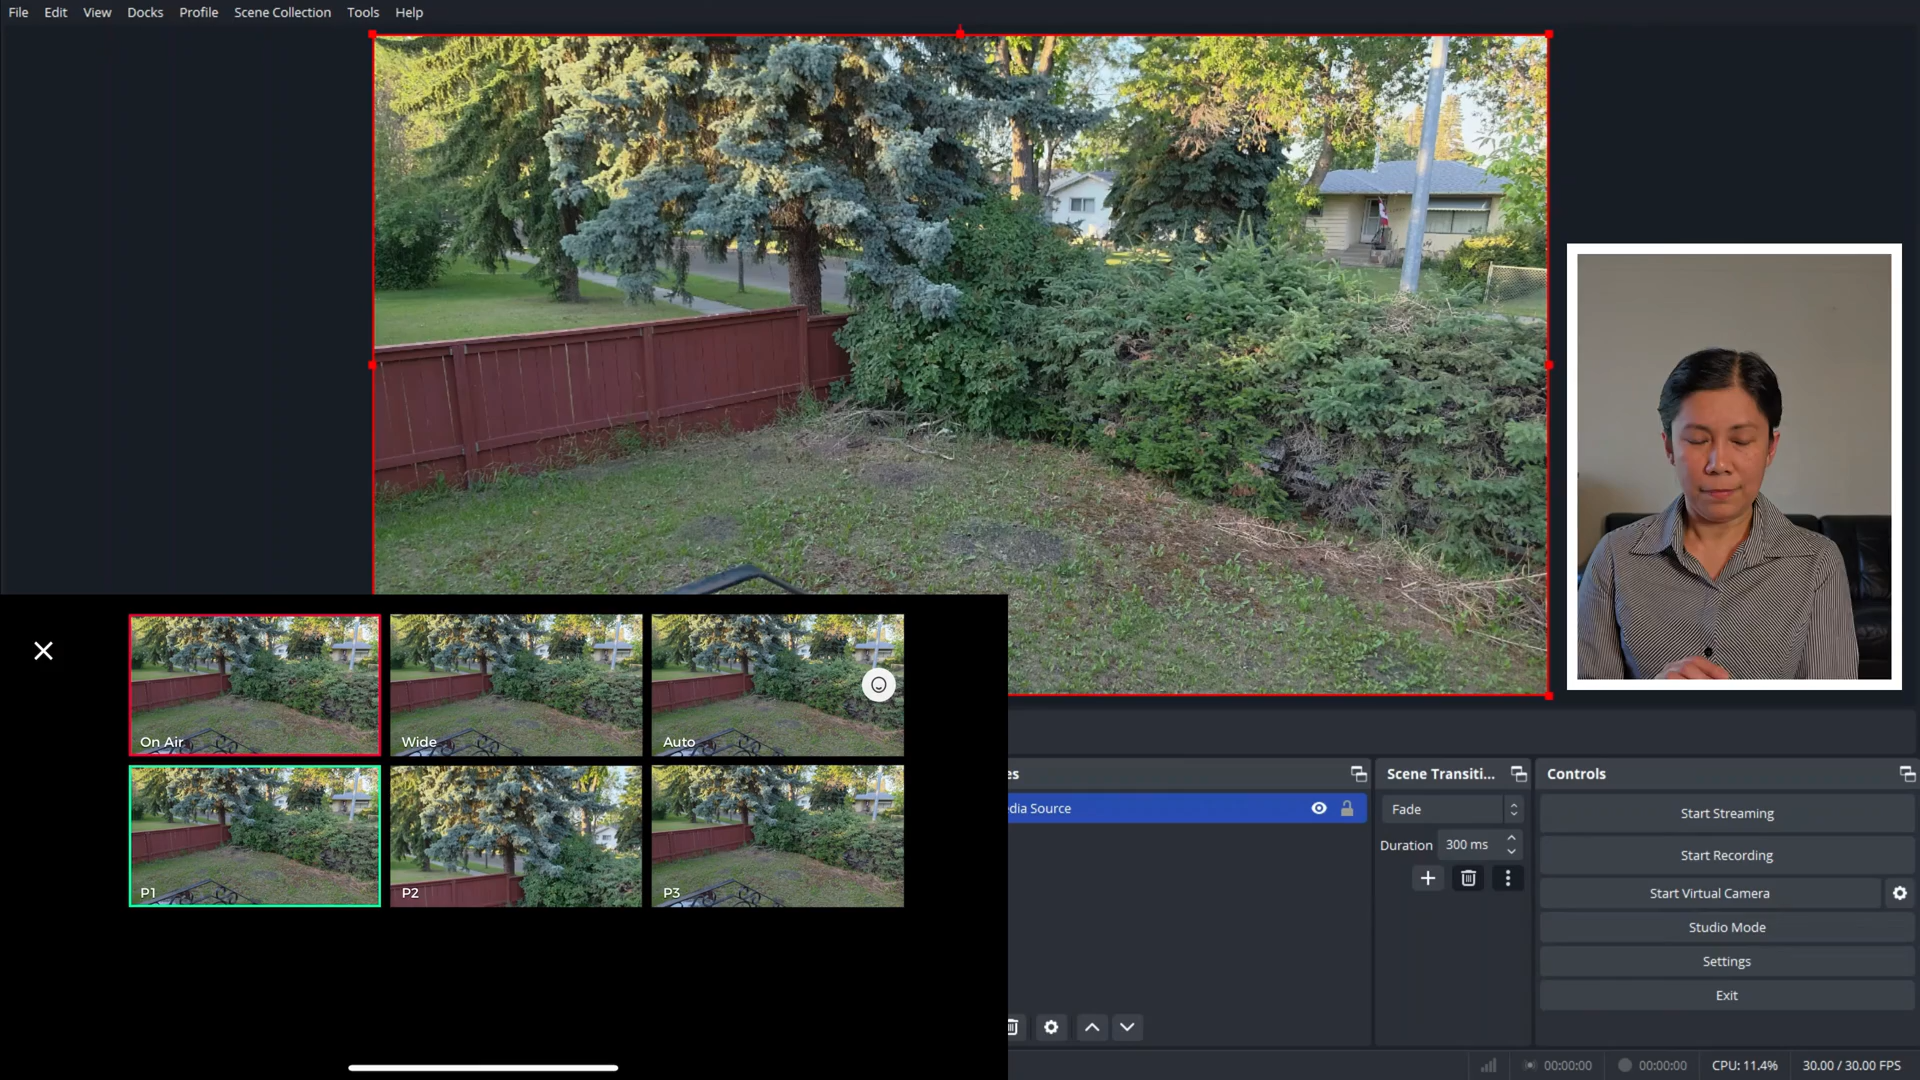 File Edit View Docks Profile Scene Collection Tools Help
On Air Wide Auto
P1 P2 P3
es
dia Source
Scene Transiti...
Fade
Duration 300 ms
Controls
Start Streaming
Start Recording
Start Virtual Camera
Studio Mode
Settings
Exit
00:00:00 00:00:00 CPU: 11.4% 30.00 / 30.00 FPS